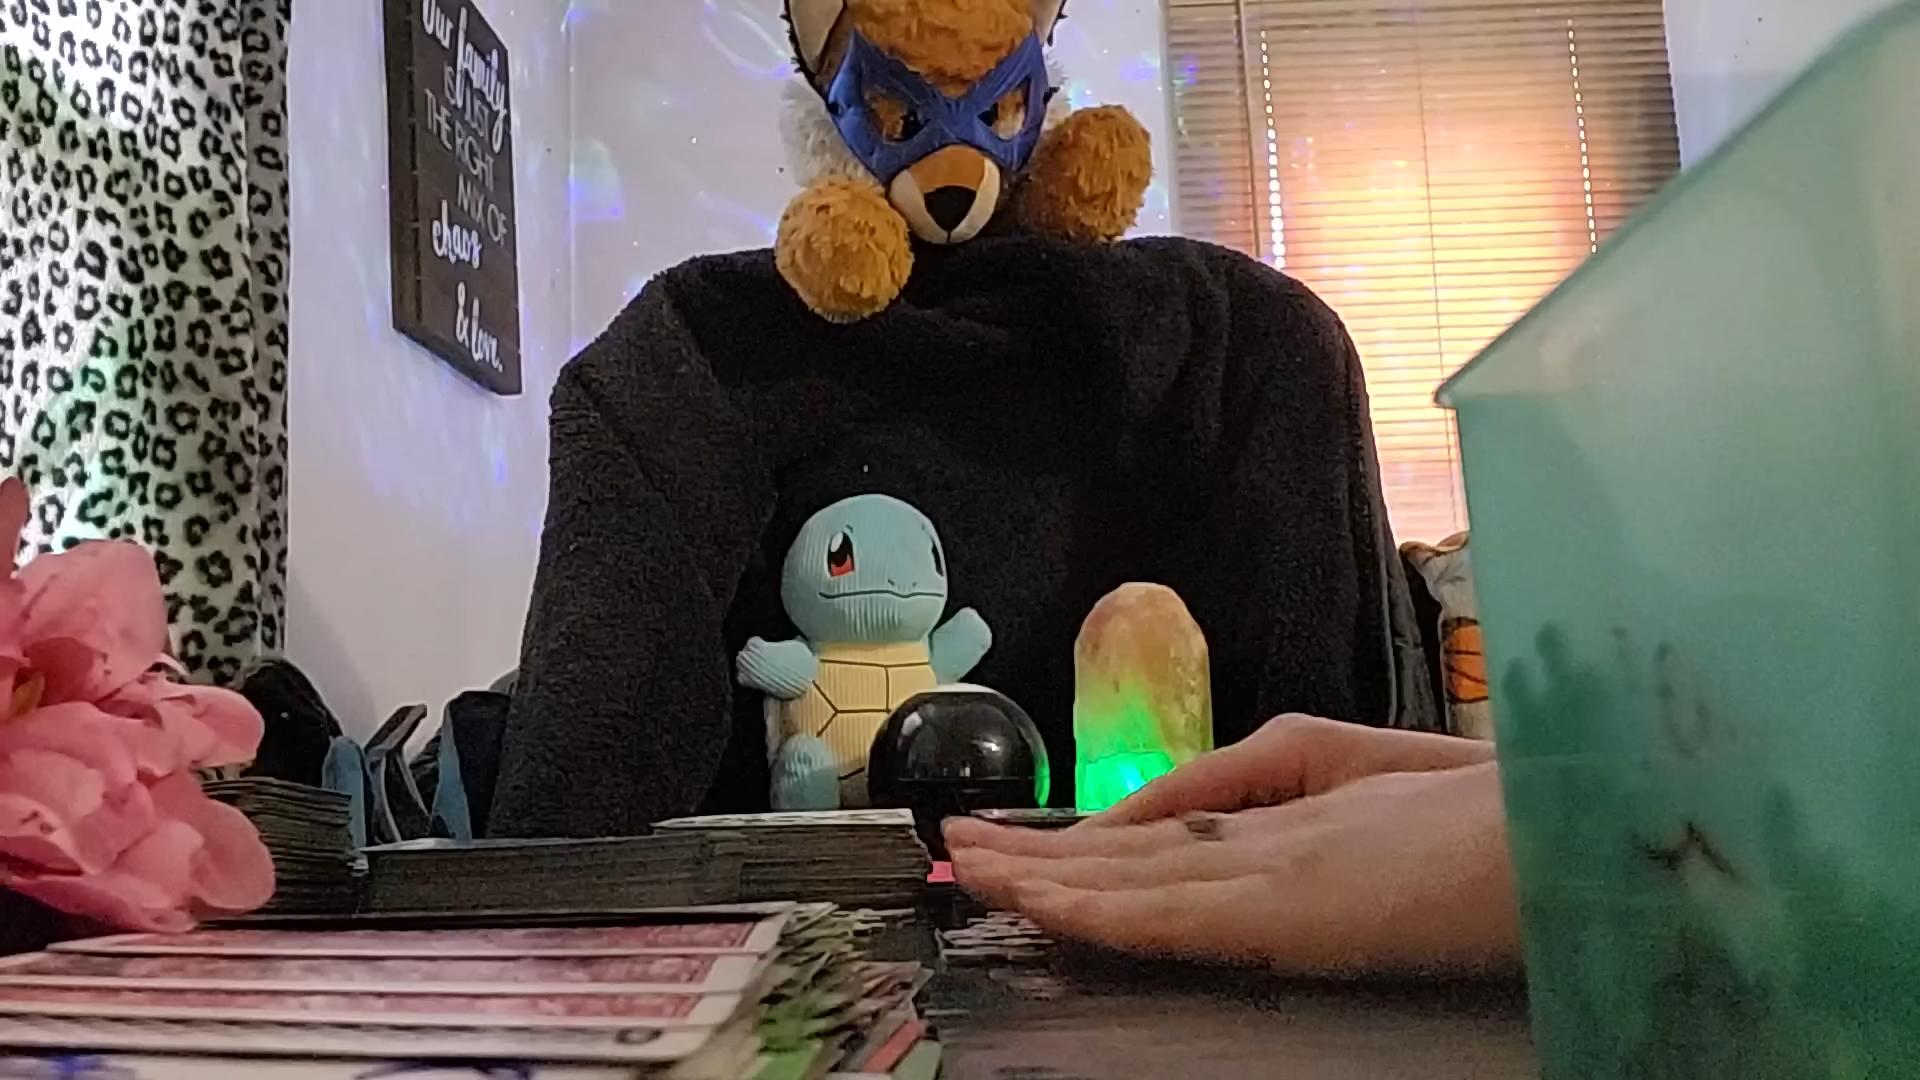 Our family
IS JUST
THE RIGHT
MIX OF
chaos
& love.